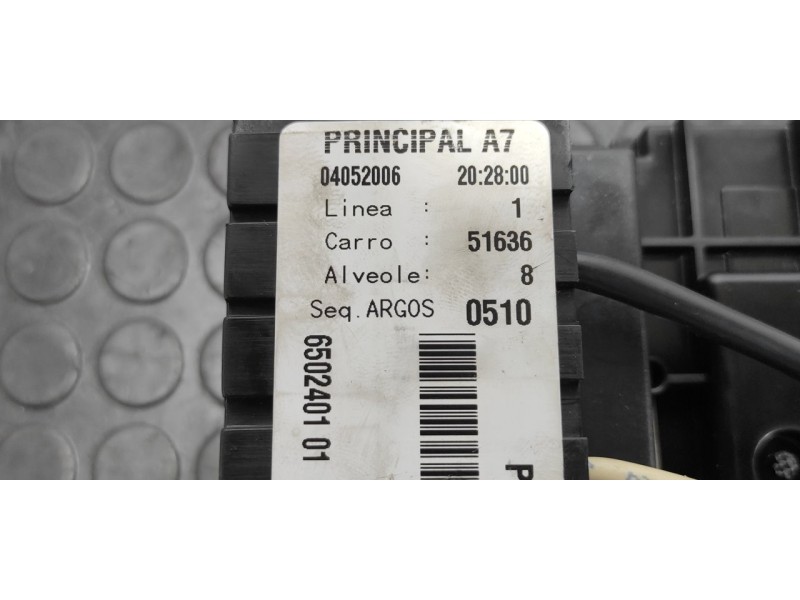 PRINCIPAL A7
04052006 20:28:00
Linea : 1
Carro : 51636
Alveole: 8
Seq.ARGOS 0510
6502401 01
P